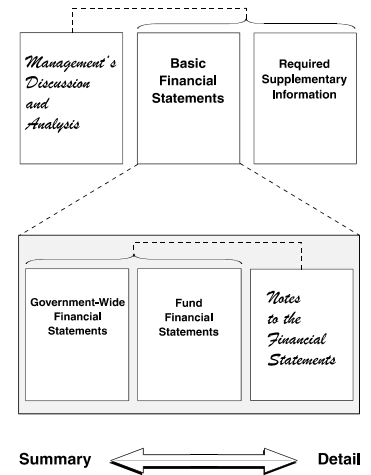 Management's
Discussion
and
Analysis
Basic
Financial
Statements
Required
Supplementary
Information
Government-Wide
Financial
Statements
Fund
Financial
Statements
Notes
to the
Financial
Statements
Summary
Detail